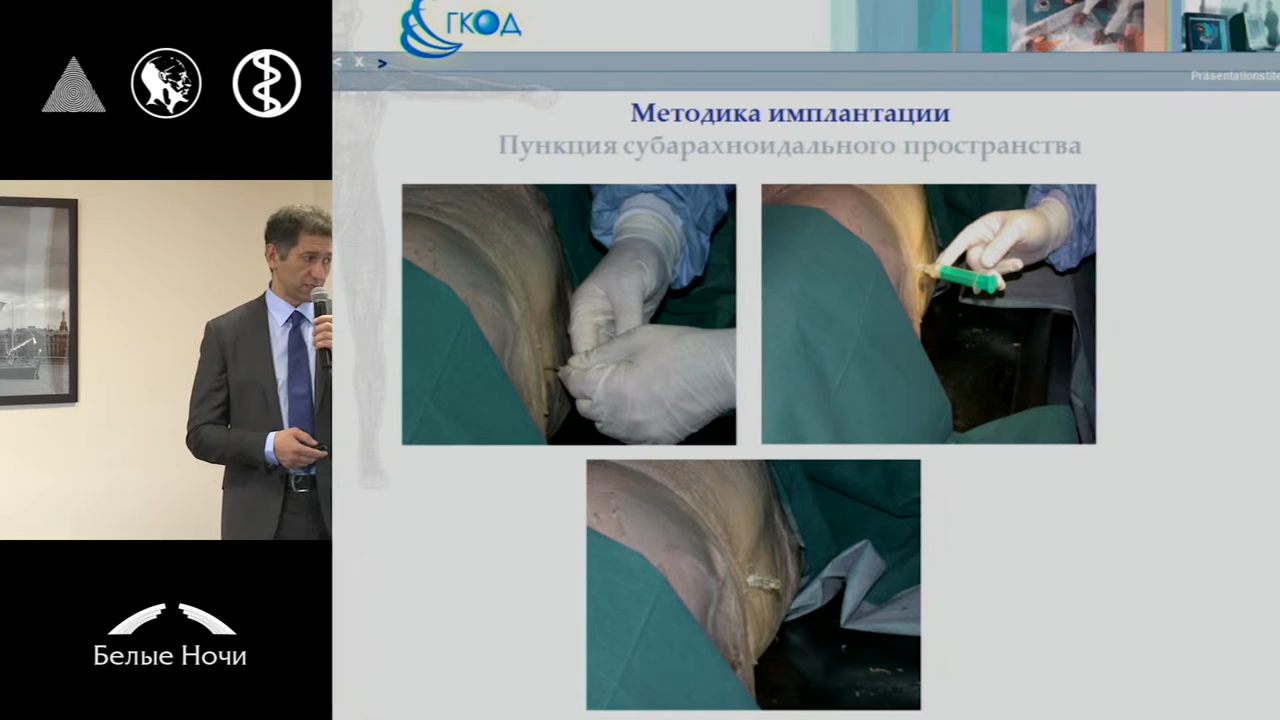 ГКОД
< X >
Präsentationstite
Методика имплантации
Пункция субарахноидального пространства
Белые Ночи